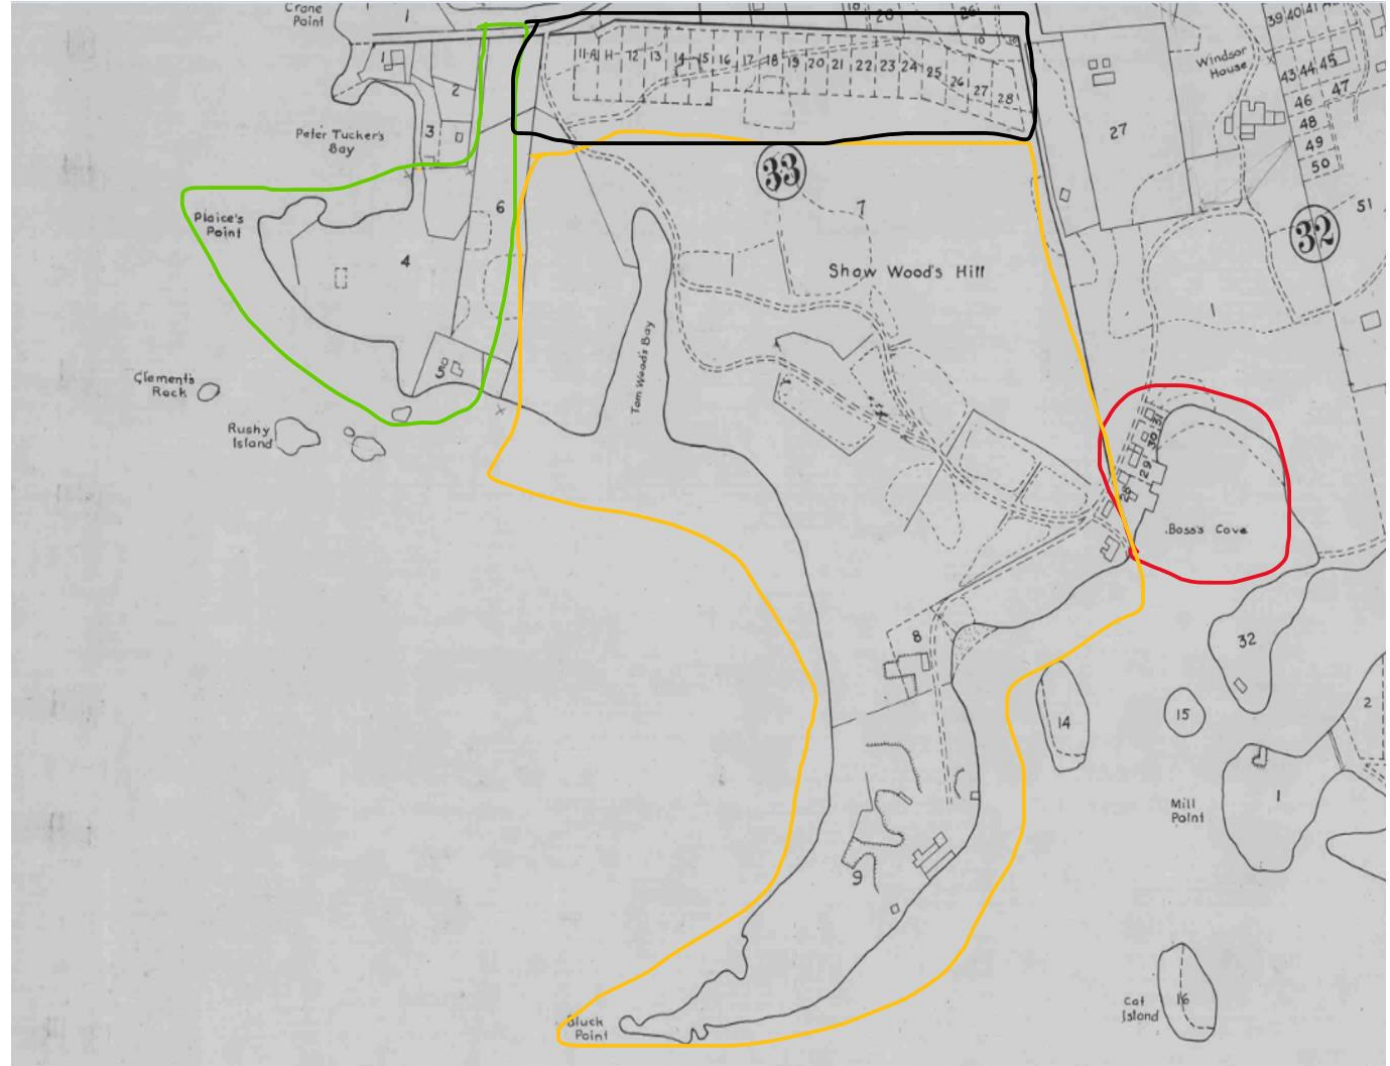 Crane
Point
1
20
26
39 40 41
11-A H 12 13 14 15 16 17 18 19 20 21 22 23 24 25 26 27 28
Windsor
House
43 44 45
46 47
48
49
50
2
3
27
Peter Tucker's
Bay
33
6
7
51
32
Plaice's
Point
4
Show Wood's Hill
1
5
Tom Wood's Bay
Clement's
Rock
Rushy
Island
28 29 30 31
Boss's Cove
8
32
14
15
2
Mill
Point
1
9
Cat
Island
16
Bluck
Point